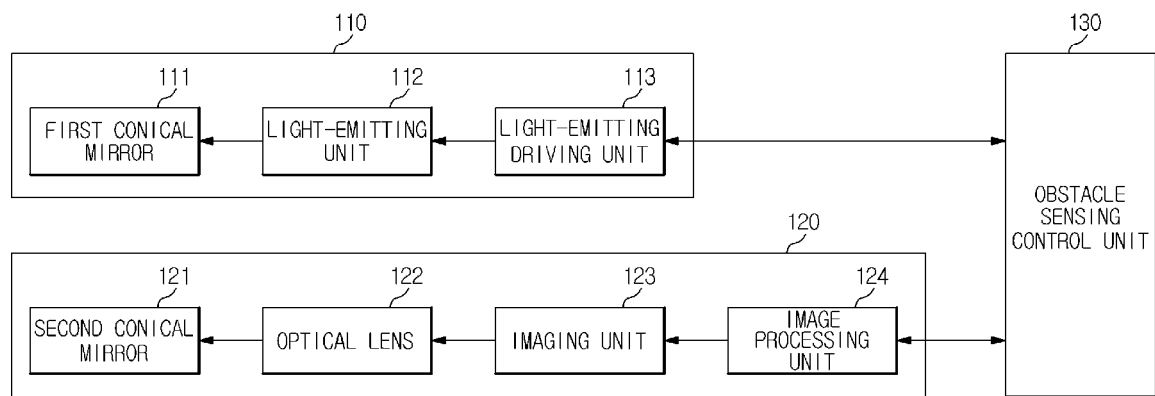 110
130
111
112
113
FIRST CONICAL
MIRROR
LIGHT-EMITTING
UNIT
LIGHT-EMITTING
DRIVING UNIT
OBSTACLE
SENSING
CONTROL UNIT
120
121
122
123
124
SECOND CONICAL
MIRROR
OPTICAL LENS
IMAGING UNIT
IMAGE
PROCESSING
UNIT